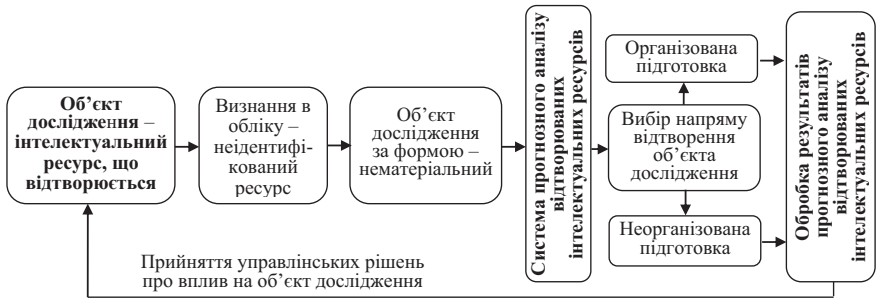 Об’єкт
дослідження –
інтелектуальний
ресурс, що
відтворюється
Визнання в
обліку –
неідентифі-
кований
ресурс
Об’єкт
дослідження
за формою –
нематеріальний
Система прогнозного аналізу
відтворюваних
інтелектуальних ресурсів
Організована
підготовка
Вибір напряму
відтворення
об’єкта
дослідження
Неорганізована
підготовка
Обробка результатів
прогнозного аналізу
відтворюваних
інтелектуальних ресурсів
Прийняття управлінських рішень
про вплив на об’єкт дослідження